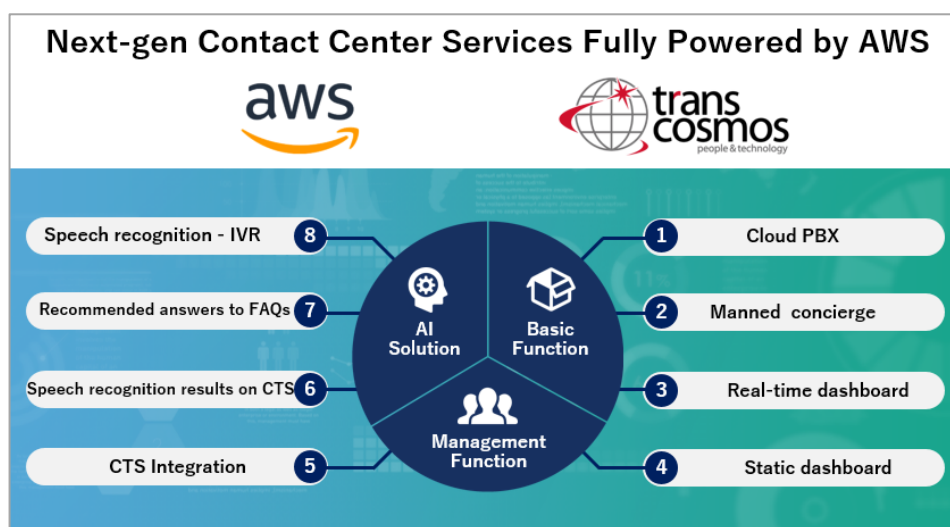 Next-gen Contact Center Services Fully Powered by AWS
aws
trans
cosmos
people & technology
Speech recognition - IVR 8
1 Cloud PBX
Recommended answers to FAQs 7
2 Manned concierge
Speech recognition results on CTS 6
3 Real-time dashboard
CTS Integration 5
4 Static dashboard
AI
Solution
Basic
Function
Management
Function
11%